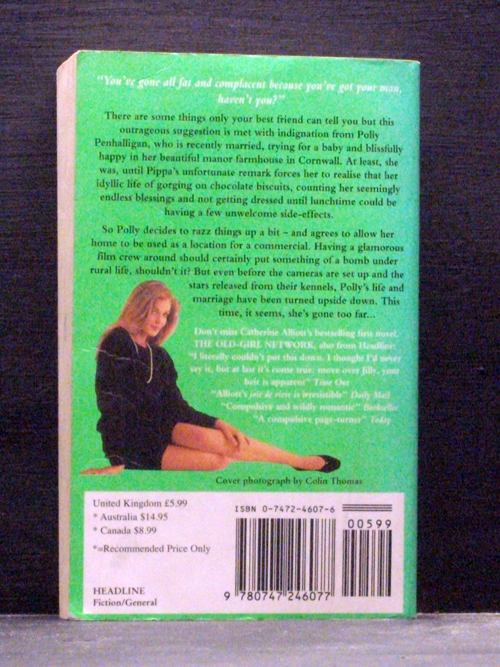 "You've gone all fat and complacent because you've got your man,
haven't you?"
There are some things only your best friend can tell you but this
outrageous suggestion is met with indignation from Polly
Penhalligan, who is recently married, trying for a baby and blissfully
happy in her beautiful manor farmhouse in Cornwall. At least, she
was, until Pippa's unfortunate remark forces her to realise that her
idyllic life of gorging on chocolate biscuits, counting her seemingly
endless blessings and not getting dressed until lunchtime could be
having a few unwelcome side-effects.
So Polly decides to razz things up a bit – and agrees to allow her
home to be used as a location for a commercial. Having a glamorous
film crew around should certainly put something of a bomb under
rural life, shouldn't it? But even before the cameras are set up and the
stars released from their kennels, Polly's life and
marriage have been turned upside down. This
time, it seems, she's gone too far...
Don't miss Catherine Alliott's bestselling first novel,
THE OLD-GIRL NETWORK, also from Headline:
"I literally couldn't put this down. I thought I'd never
say it, but at last it's come true: move over Jilly, your
heir is apparent" Time Out
"Alliott's joie de vivre is irresistible" Daily Mail
"Compulsive and wildly romantic" Bookseller
"A compulsive page-turner" Today
Cover photograph by Colin Thomas
United Kingdom £5.99
* Australia $14.95
* Canada $8.99
*=Recommended Price Only
HEADLINE
Fiction/General
ISBN 0-7472-4607-6
00599
9 780747 246077